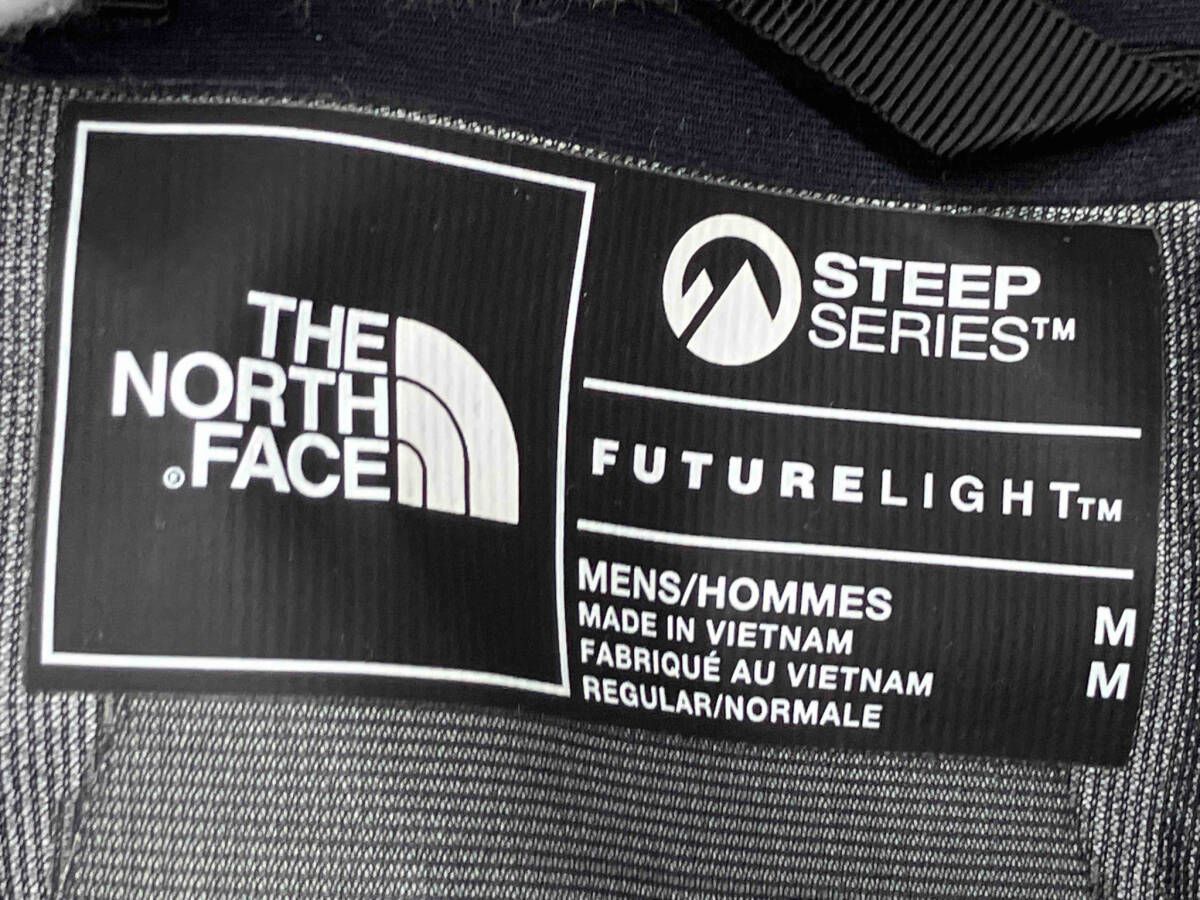 THE
NORTH
FACE
®
STEEP
SERIES™
FUTURELIGHT™
MENS/HOMMES M
MADE IN VIETNAM
FABRIQUÉ AU VIETNAM M
REGULAR/NORMALE